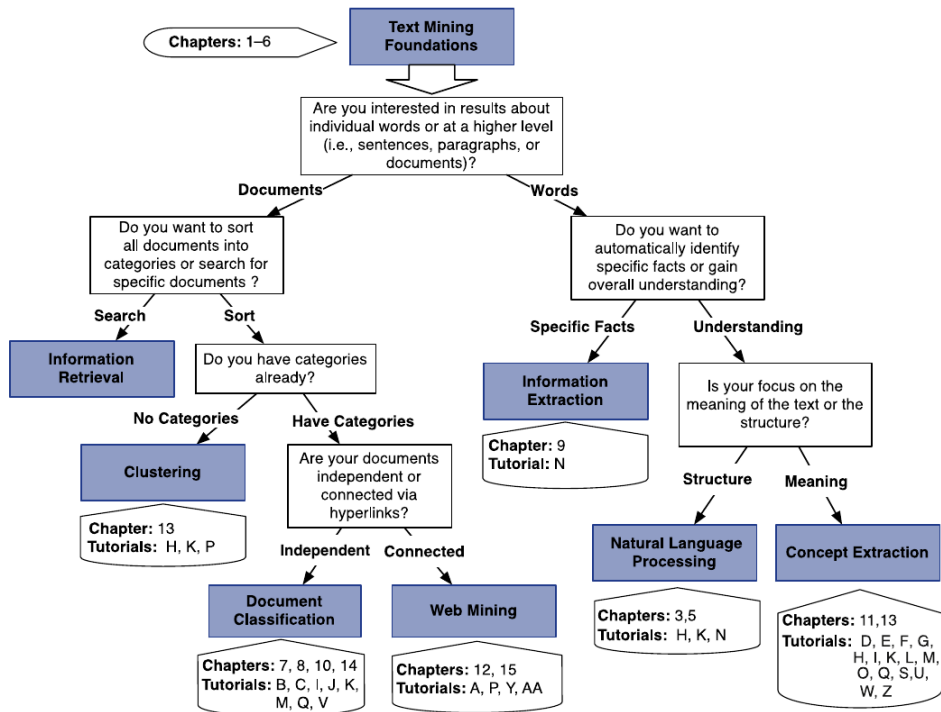 Chapters: 1–6
Text Mining
Foundations
Are you interested in results about
individual words or at a higher level
(i.e., sentences, paragraphs, or
documents)?
Documents
Words
Do you want to sort
all documents into
categories or search for
specific documents ?
Do you want to
automatically identify
specific facts or gain
overall understanding?
Search
Sort
Specific Facts
Understanding
Information
Retrieval
Do you have categories
already?
Information
Extraction
Is your focus on the
meaning of the text or the
structure?
Chapter: 9
Tutorial: N
No Categories
Have Categories
Clustering
Are your documents
independent or
connected via
hyperlinks?
Structure
Meaning
Chapter: 13
Tutorials: H, K, P
Independent
Connected
Natural Language
Processing
Concept Extraction
Document
Classification
Web Mining
Chapters: 3,5
Tutorials: H, K, N
Chapters: 11,13
Tutorials: D, E, F, G,
H, I, K, L, M,
O, Q, S,U,
W, Z
Chapters: 7, 8, 10, 14
Tutorials: B, C, I, J, K,
M, Q, V
Chapters: 12, 15
Tutorials: A, P, Y, AA